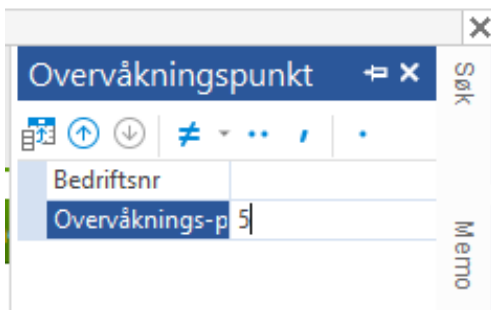 Overvåkningspunkt
Søk
Bedriftsnr
Overvåknings-p 5
Memo